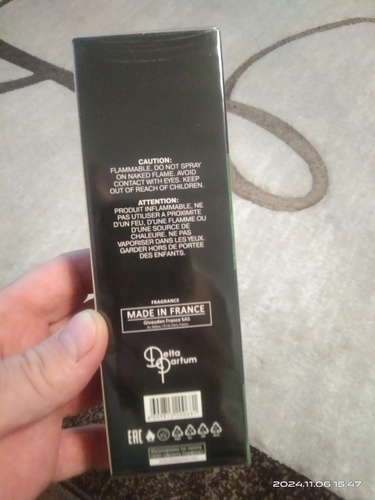 CAUTION:
FLAMMABLE, DO NOT SPRAY
ON NAKED FLAME. AVOID
CONTACT WITH EYES. KEEP
OUT OF REACH OF CHILDREN.
ATTENTION:
PRODUIT INFLAMMABLE, NE
PAS UTILISER A PROXIMITE
D'UN FEU, D'UNE FLAMME OU
D'UNE SOURCE DE
CHALEURE. NE PAS
VAPORISER DANS LES YEUX.
GARDER HORS DE PORTEE
DES ENFANTS.
FRAGRANCE
MADE IN FRANCE
Givaudan France SAS
Delta
Parfum
EAC
2024.11.06 15:47